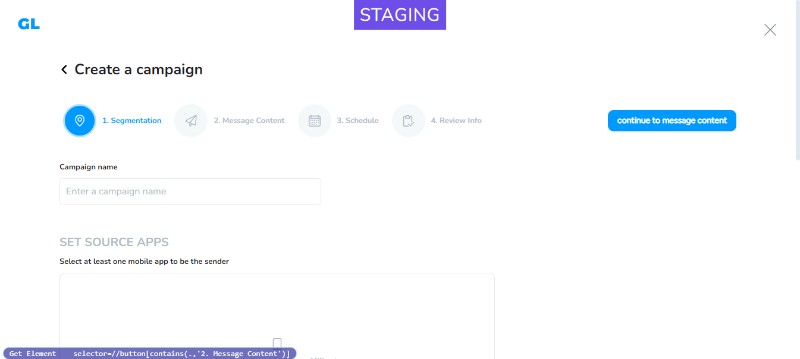 STAGING
GL
Create a campaign
1. Segmentation
2. Message Content
3. Schedule
4. Review Info
continue to message content
Campaign name
Enter a campaign name
SET SOURCE APPS
Select at least one mobile app to be the sender
Get Element selector=//button[contains(.,'2. Message Content')]